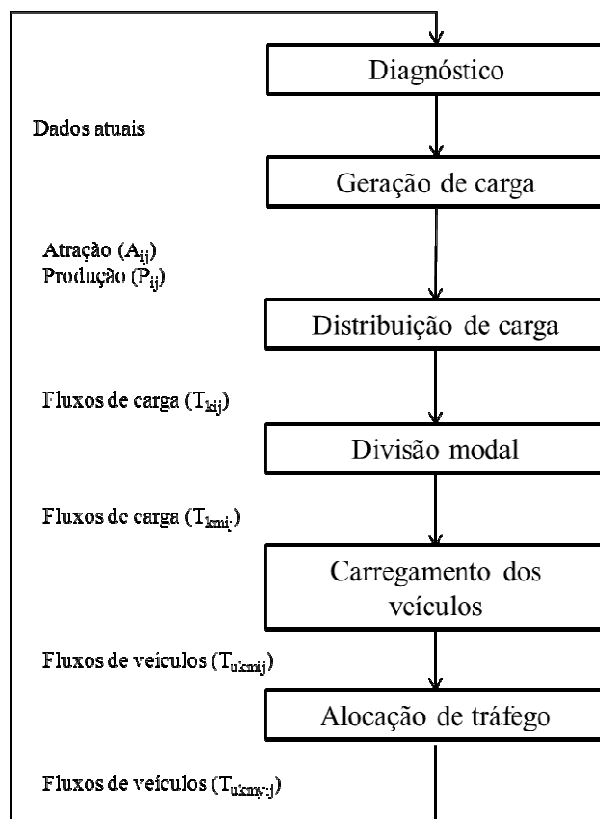 Diagnóstico
Dados atuais
Geração de carga
Atração (Aij)
Produção (Pij)
Distribuição de carga
Fluxos de carga (Tkij)
Divisão modal
Fluxos de carga (Tkmij)
Carregamento dos
veículos
Fluxos de veículos (Tukmij)
Alocação de tráfego
Fluxos de veículos